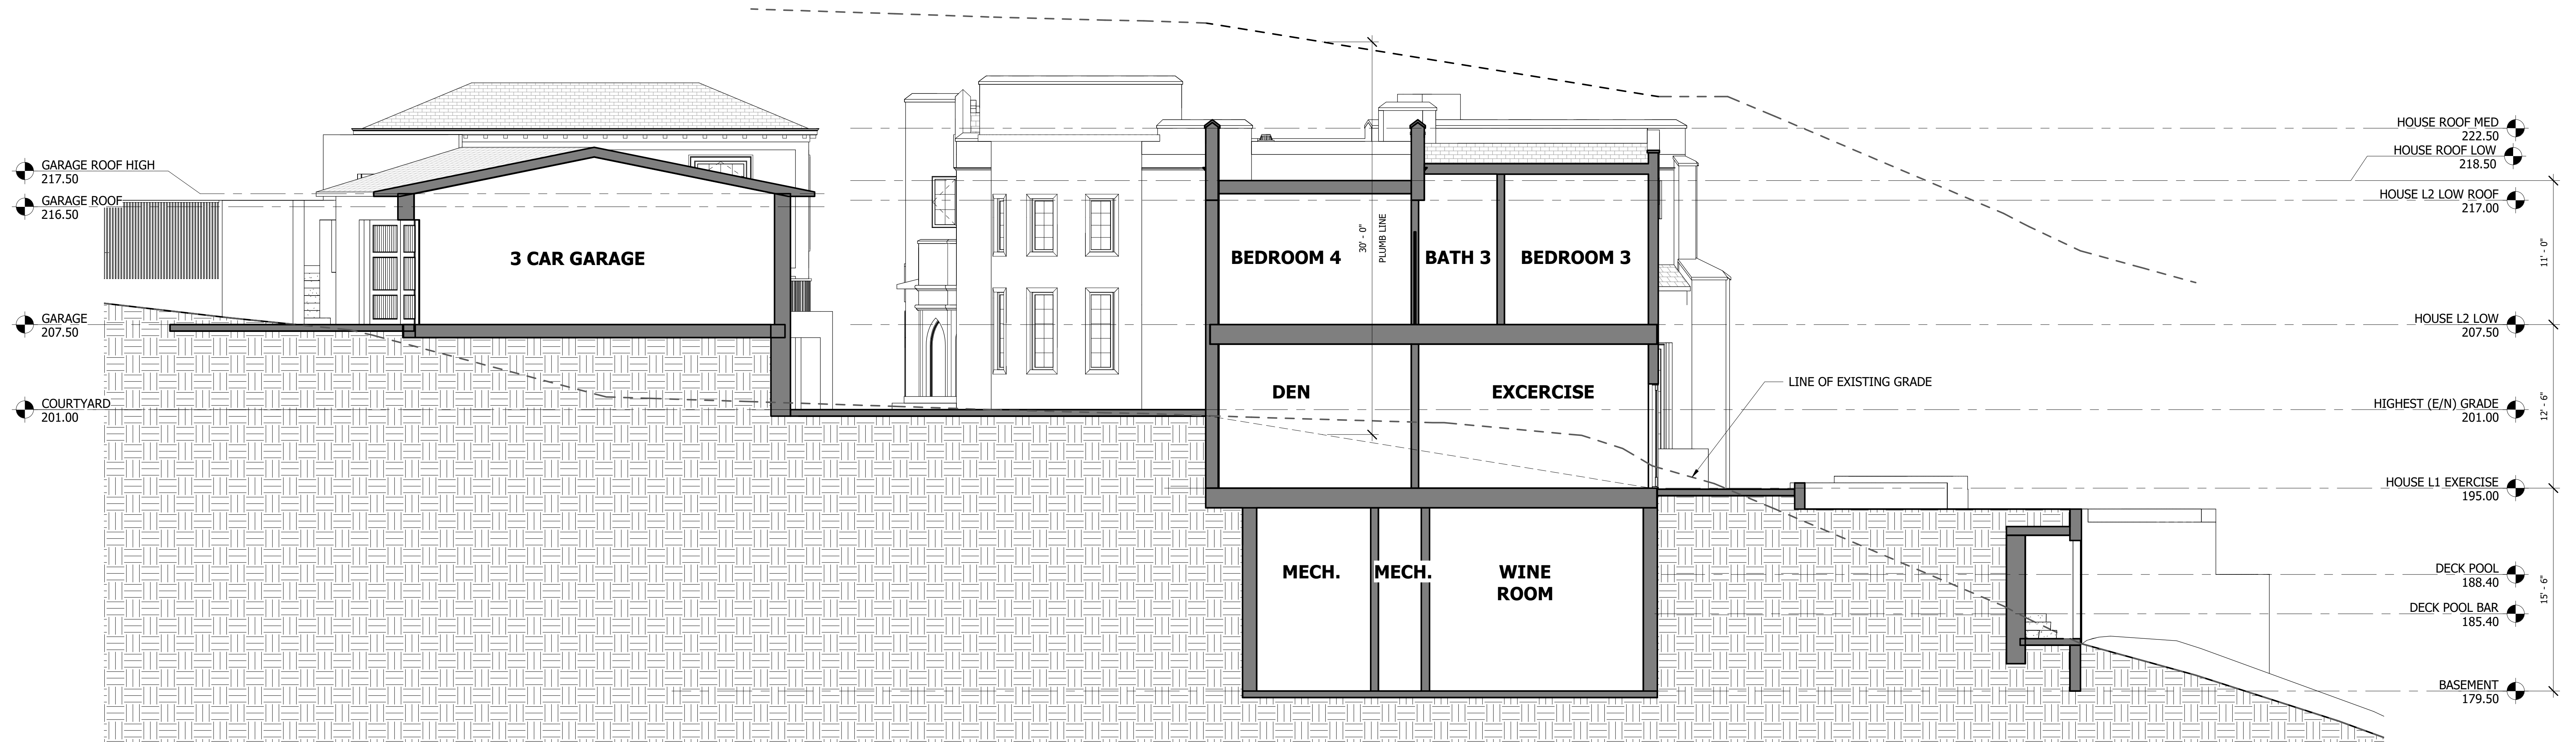 GARAGE ROOF HIGH
217.50
GARAGE ROOF
216.50
GARAGE
207.50
COURTYARD
201.00
3 CAR GARAGE
BEDROOM 4
30' - 0"
PLUMB LINE
BATH 3
BEDROOM 3
DEN
EXCERCISE
LINE OF EXISTING GRADE
MECH.
MECH.
WINE
ROOM
HOUSE ROOF MED
222.50
HOUSE ROOF LOW
218.50
HOUSE L2 LOW ROOF
217.00
11' - 0"
HOUSE L2 LOW
207.50
HIGHEST (E/N) GRADE
201.00
12' - 6"
HOUSE L1 EXERCISE
195.00
DECK POOL
188.40
DECK POOL BAR
185.40
15' - 6"
BASEMENT
179.50